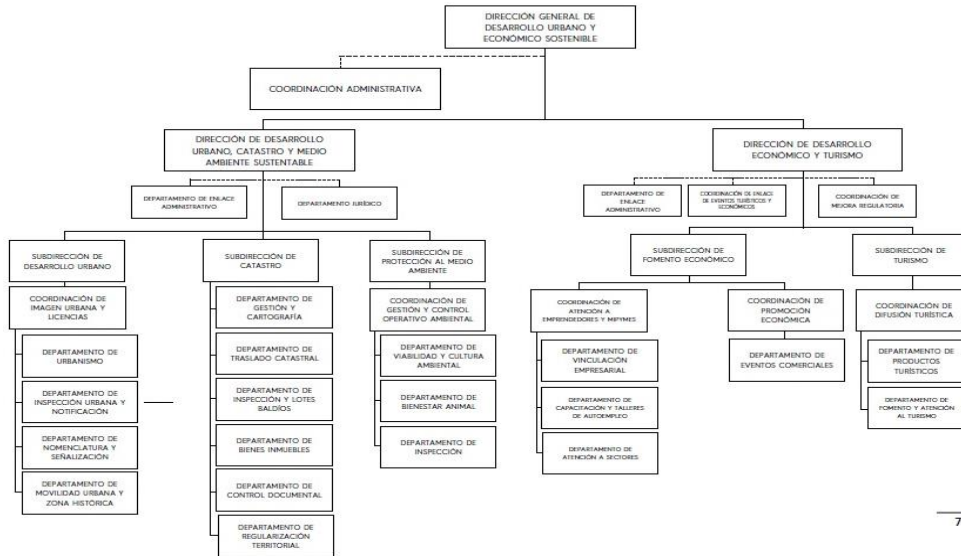 DIRECCIÓN GENERAL DE
DESARROLLO URBANO Y
ECONÓMICO SOSTENIBLE
COORDINACIÓN ADMINISTRATIVA
DIRECCIÓN DE DESARROLLO
URBANO, CATASTRO Y MEDIO
AMBIENTE SUSTENTABLE
DIRECCIÓN DE DESARROLLO
ECONÓMICO Y TURISMO
DEPARTAMENTO DE ENLACE
ADMINISTRATIVO
DEPARTAMENTO JURÍDICO
DEPARTAMENTO DE
ENLACE
ADMINISTRATIVO
COORDINACIÓN DE ENLACE
DE EVENTOS TURÍSTICOS Y
ECONÓMICOS
COORDINACIÓN DE
MEJORA REGULATORIA
SUBDIRECCIÓN DE
DESARROLLO URBANO
SUBDIRECCIÓN DE
CATASTRO
SUBDIRECCIÓN DE
PROTECCIÓN AL MEDIO
AMBIENTE
SUBDIRECCIÓN DE
FOMENTO ECONÓMICO
SUBDIRECCIÓN DE
TURISMO
COORDINACIÓN DE
IMAGEN URBANA Y
LICENCIAS
DEPARTAMENTO DE
URBANISMO
DEPARTAMENTO DE
INSPECCIÓN URBANA Y
NOTIFICACIÓN
DEPARTAMENTO DE
NOMENCLATURA Y
SEÑALIZACIÓN
DEPARTAMENTO DE
MOVILIDAD URBANA Y
ZONA HISTÓRICA
DEPARTAMENTO DE
GESTIÓN Y
CARTOGRAFÍA
DEPARTAMENTO DE
TRASLADO CATASTRAL
DEPARTAMENTO DE
INSPECCIÓN Y LOTES
BALDÍOS
DEPARTAMENTO DE
BIENES INMUEBLES
DEPARTAMENTO DE
CONTROL DOCUMENTAL
DEPARTAMENTO DE
REGULARIZACIÓN
TERRITORIAL
COORDINACIÓN DE
GESTIÓN Y CONTROL
OPERATIVO AMBIENTAL
DEPARTAMENTO DE
VIABILIDAD Y CULTURA
AMBIENTAL
DEPARTAMENTO DE
BIENESTAR ANIMAL
DEPARTAMENTO DE
INSPECCIÓN
COORDINACIÓN DE
ATENCIÓN A
EMPRENDEDORES Y MIPYMES
DEPARTAMENTO DE
VINCULACIÓN
EMPRESARIAL
DEPARTAMENTO DE
CAPACITACIÓN Y TALLERES
DE AUTOEMPLEO
DEPARTAMENTO DE
ATENCIÓN A SECTORES
COORDINACIÓN DE
PROMOCIÓN
ECONÓMICA
DEPARTAMENTO DE
EVENTOS COMERCIALES
COORDINACIÓN DE
DIFUSIÓN TURÍSTICA
DEPARTAMENTO DE
PRODUCTOS
TURÍSTICOS
DEPARTAMENTO DE
FOMENTO Y ATENCIÓN
AL TURISMO
7